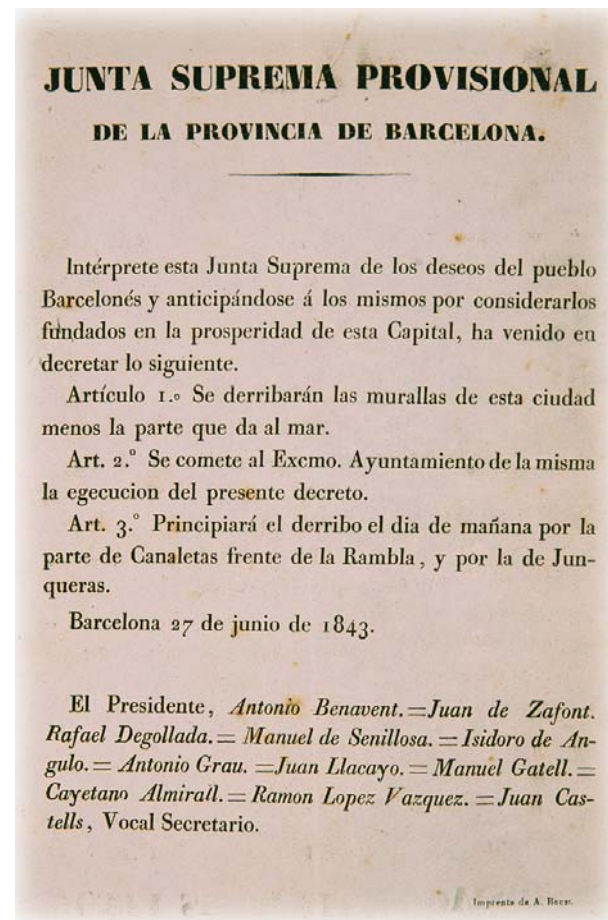 JUNTA SUPREMA PROVISIONAL
DE LA PROVINCIA DE BARCELONA.
Intérprete esta Junta Suprema de los deseos del pueblo
Barcelonés y anticipándose á los mismos por considerarlos
fundados en la prosperidad de esta Capital, ha venido en
decretar lo siguiente.
Artículo 1.º Se derribarán las murallas de esta ciudad
menos la parte que da al mar.
Art. 2.º Se comete al Excmo. Ayuntamiento de la misma
la egecucion del presente decreto.
Art. 3.º Principiará el derribo el dia de mañana por la
parte de Canaletas frente de la Rambla, y por la de Jun-
queras.
Barcelona 27 de junio de 1843.
El Presidente, Antonio Benavent.=Juan de Zafont.
Rafael Degollada.=Manuel de Senillosa.=Isidoro de An-
gulo.=Antonio Grau.=Juan Llacayo.=Manuel Gatell.=
Cayetano Almirall.=Ramon Lopez Vazquez.=Juan Cas-
tells, Vocal Secretario.
Imprenta de A.